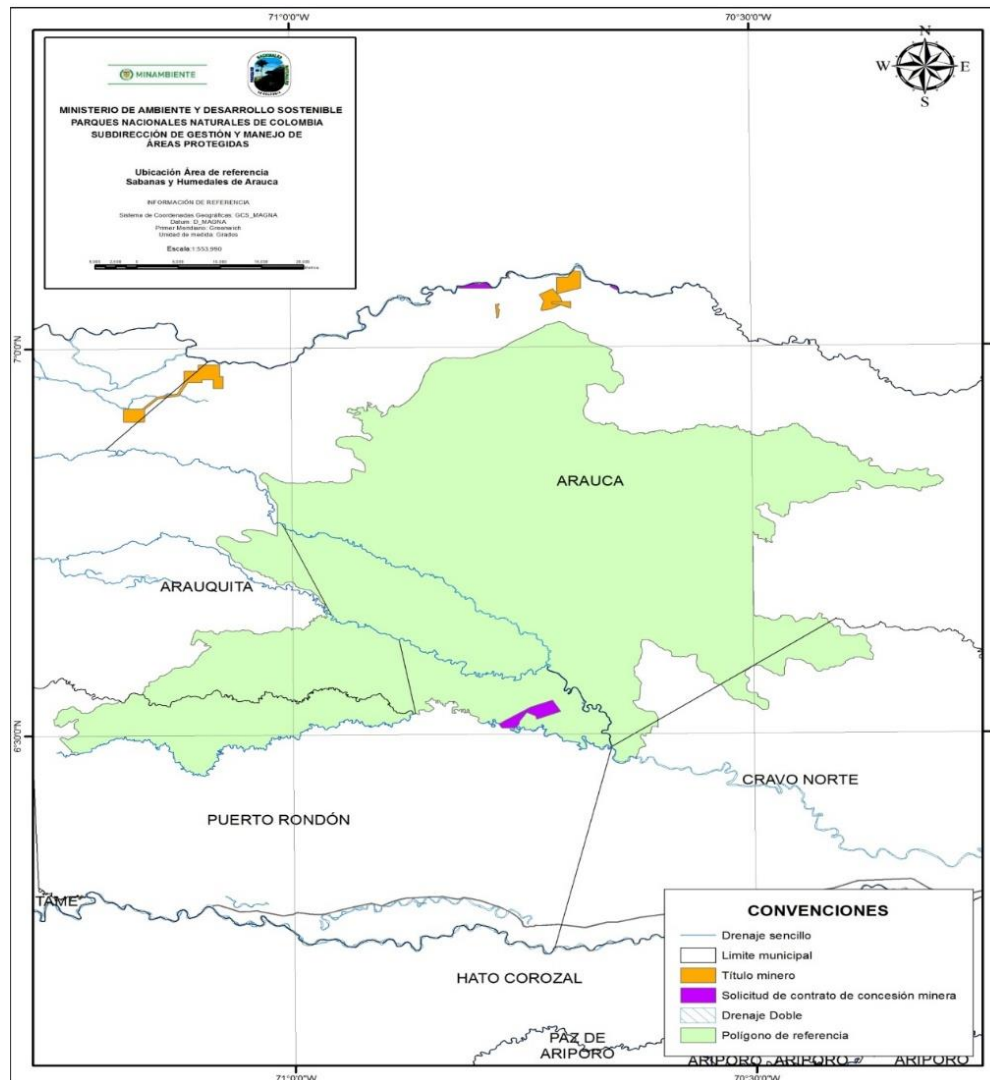 71°0'0"W
70°30'0"W
MINAMBIENTE
MINISTERIO DE AMBIENTE Y DESARROLLO SOSTENIBLE
PARQUES NACIONALES NATURALES DE COLOMBIA
SUBDIRECCIÓN DE GESTIÓN Y MANEJO DE
ÁREAS PROTEGIDAS
Ubicación Área de referencia
Sabanas y Humedales de Arauca
INFORMACIÓN DE REFERENCIA
Sistema de Coordenadas Geográficas: GCS_MAGNA
Datum: D_MAGNA
Primer Meridiano: Greenwich
Unidad de medida: Grados
Escala 1:553.990
N
W
E
S
7°0'0"N
ARAUCA
ARAUQUITA
6°30'0"N
CRAVO NORTE
PUERTO RONDÓN
TAME
HATO COROZAL
PAZ DE
ARIPORO
ARIPORO
ARIPORO
ARIPORO
CONVENCIONES
Drenaje sencillo
Limite municipal
Título minero
Solicitud de contrato de concesión minera
Drenaje Doble
Polígono de referencia
71°0'0"W
70°30'0"W